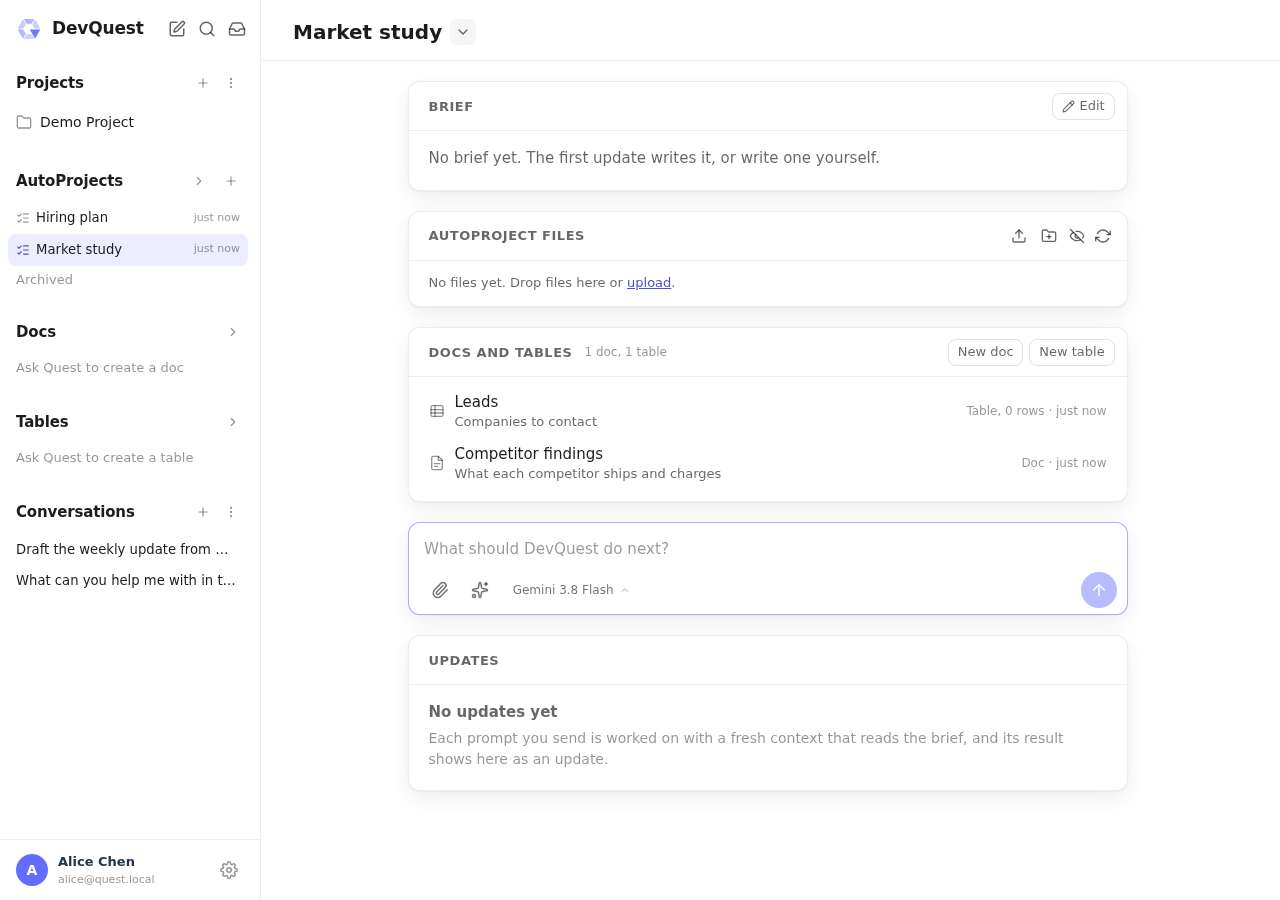 DevQuest
Projects
Demo Project
AutoProjects
Hiring plan just now
Market study just now
Archived
Docs
Ask Quest to create a doc
Tables
Ask Quest to create a table
Conversations
Draft the weekly update from …
What can you help me with in t…
A
Alice Chen
alice@quest.local
Market study
BRIEF
Edit
No brief yet. The first update writes it, or write one yourself.
AUTOPROJECT FILES
No files yet. Drop files here or upload.
DOCS AND TABLES 1 doc, 1 table
New doc New table
Leads
Companies to contact
Table, 0 rows · just now
Competitor findings
What each competitor ships and charges
Doc · just now
What should DevQuest do next?
Gemini 3.8 Flash
UPDATES
No updates yet
Each prompt you send is worked on with a fresh context that reads the brief, and its result
shows here as an update.